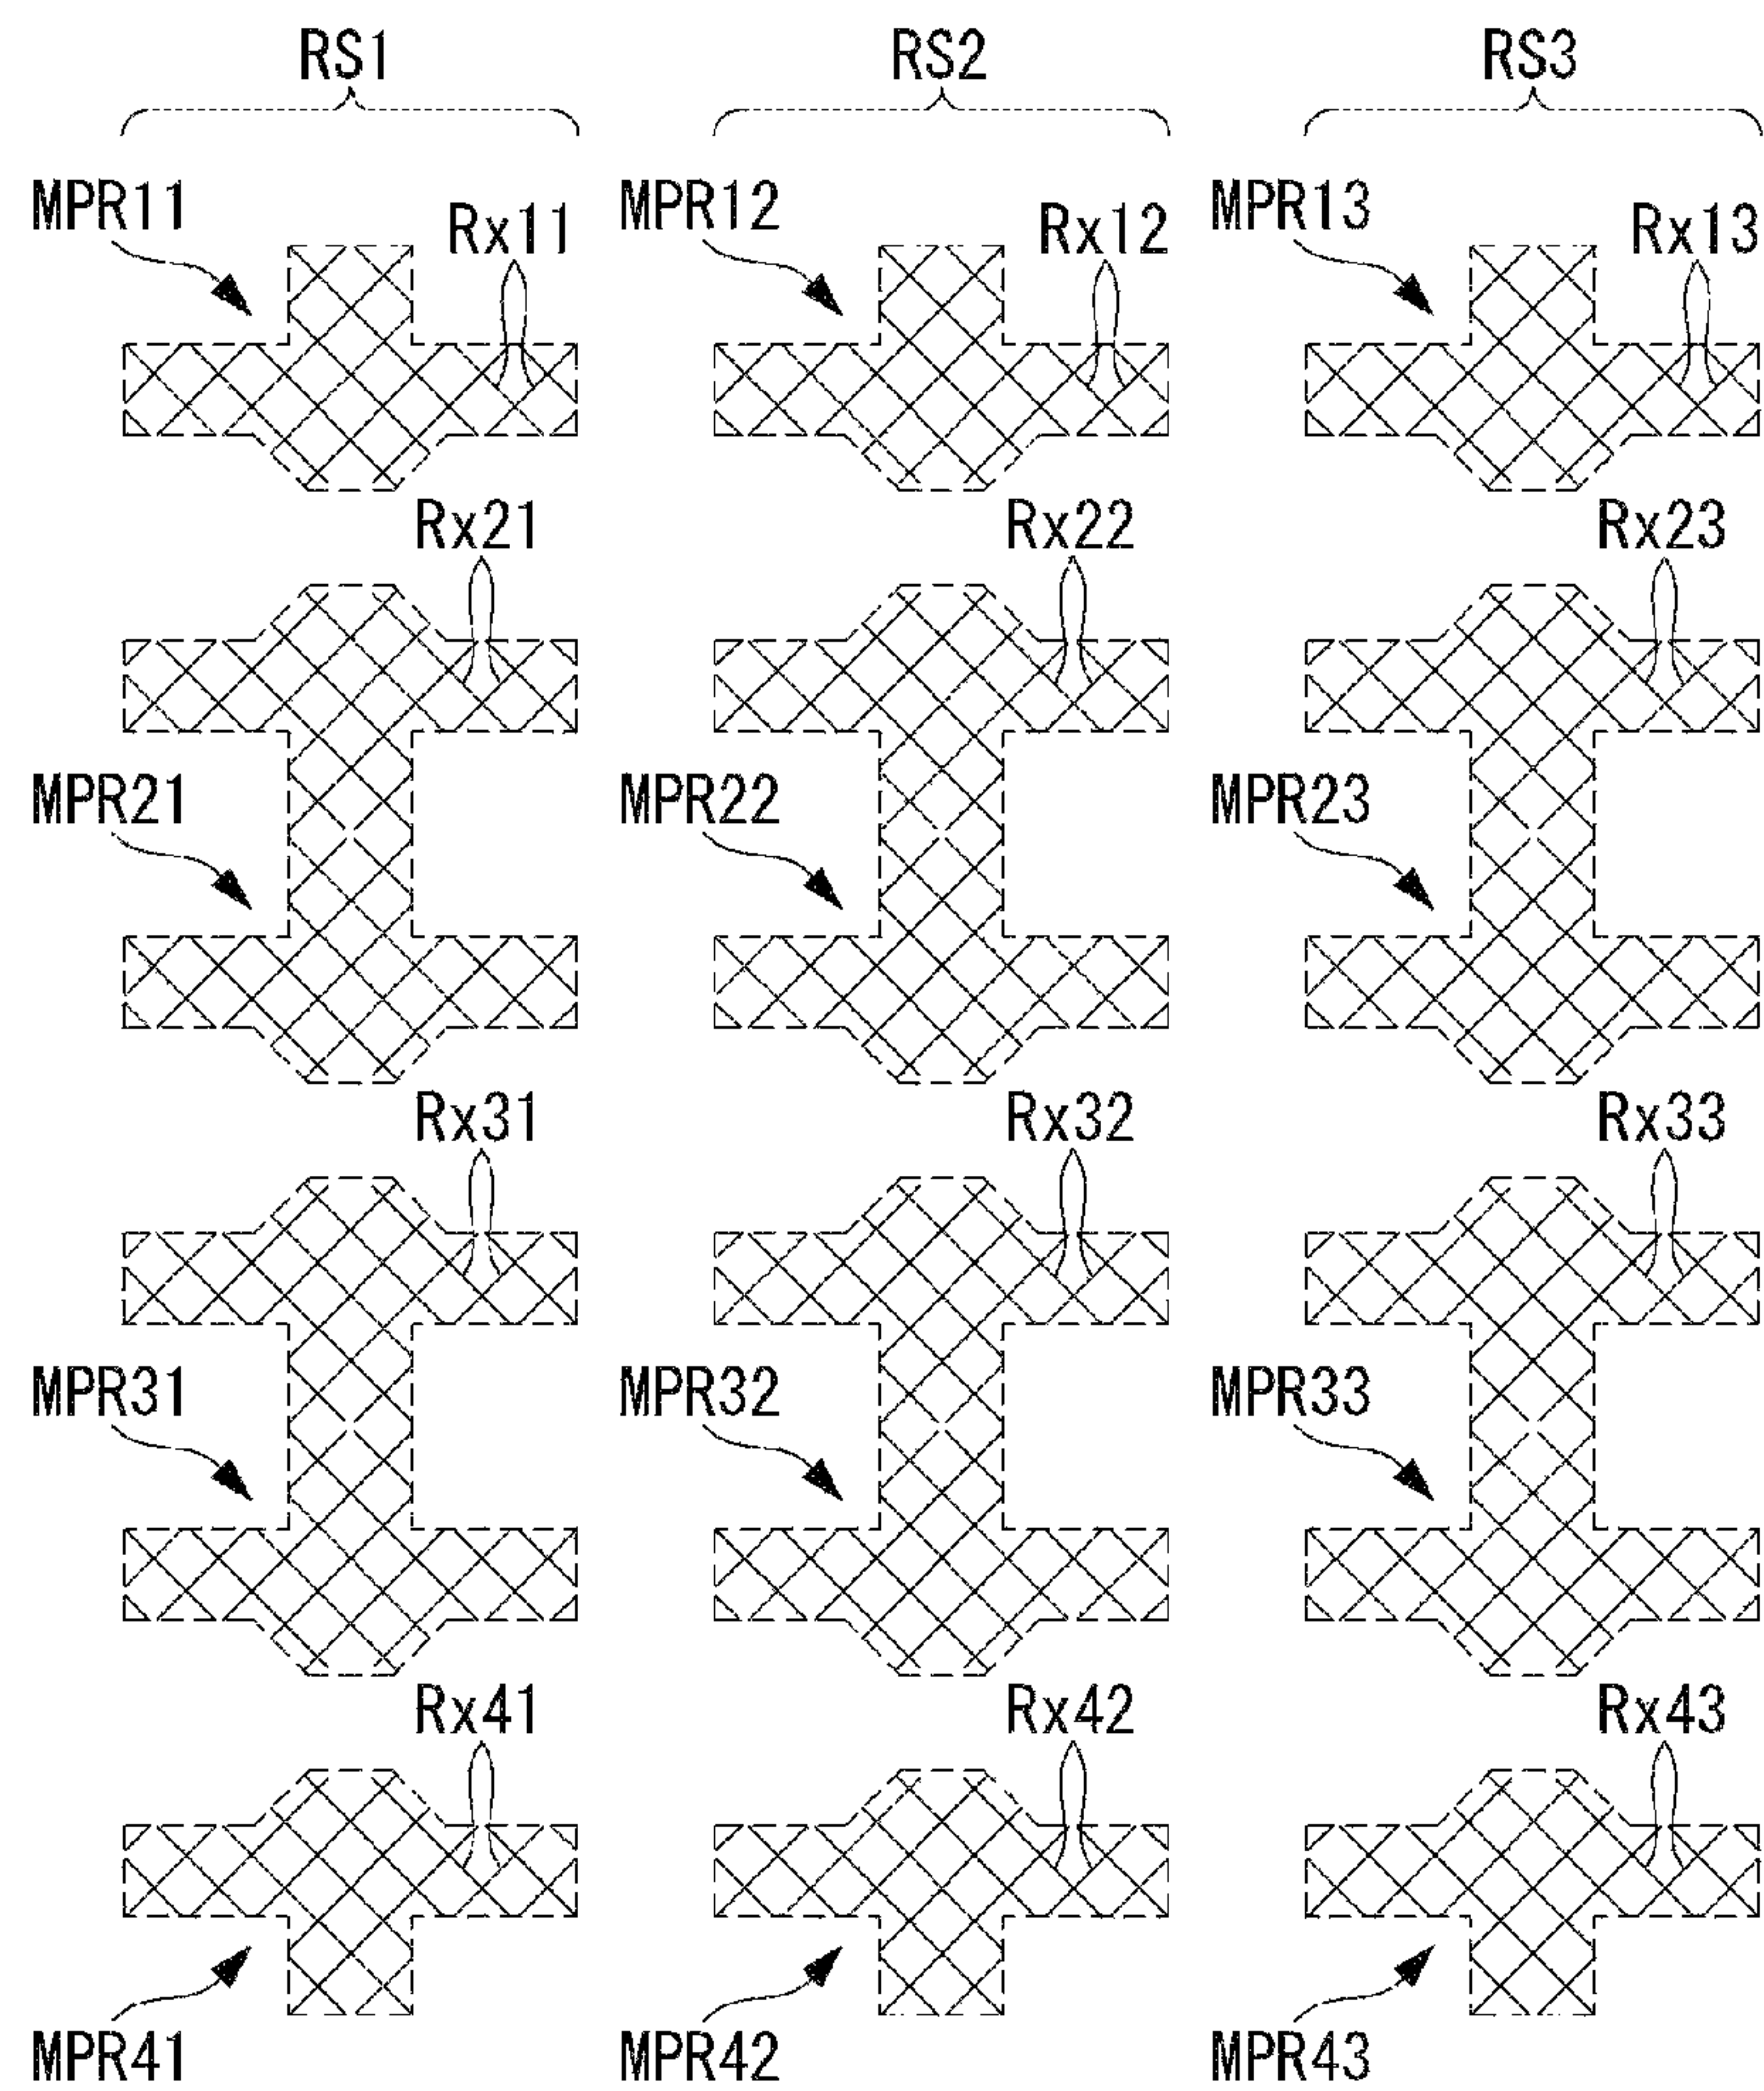 RS1 RS2 RS3
MPR11 Rx11 MPR12 Rx12 MPR13 Rx13
Rx21 Rx22 Rx23
MPR21 MPR22 MPR23
Rx31 Rx32 Rx33
MPR31 MPR32 MPR33
Rx41 Rx42 Rx43
MPR41 MPR42 MPR43